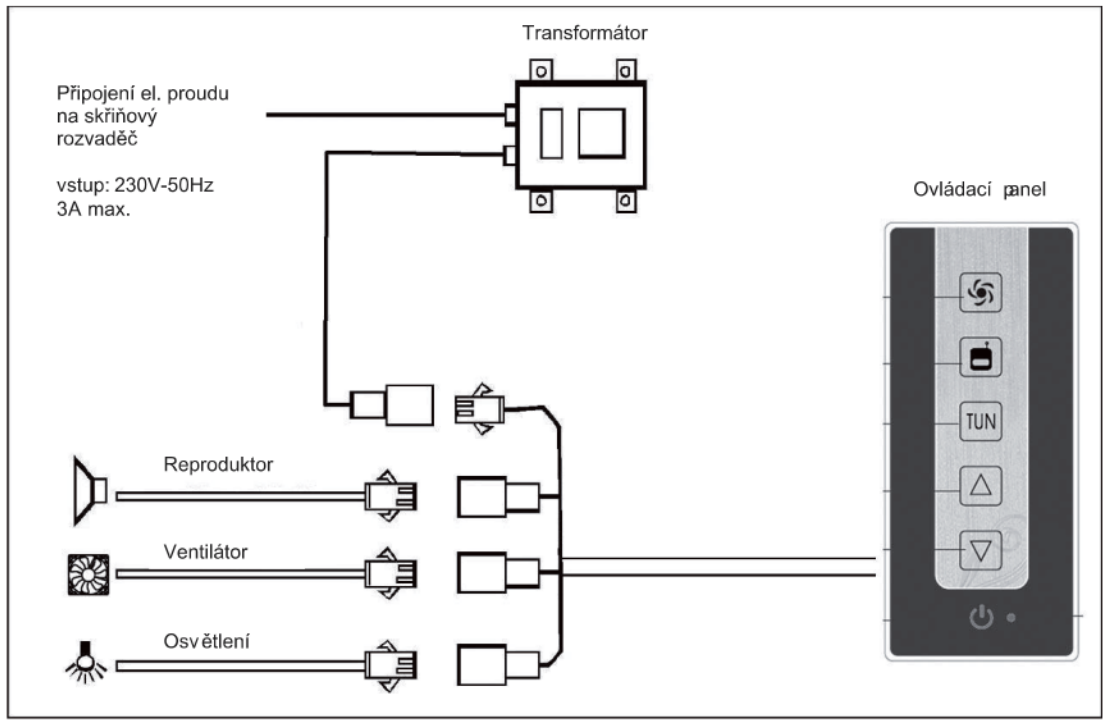 Transformátor
Připojení el. proudu
na skříňový
rozvaděč
vstup: 230V-50Hz
3A max.
Ovládací panel
TUN
Reproduktor
Ventilátor
Osvětlení